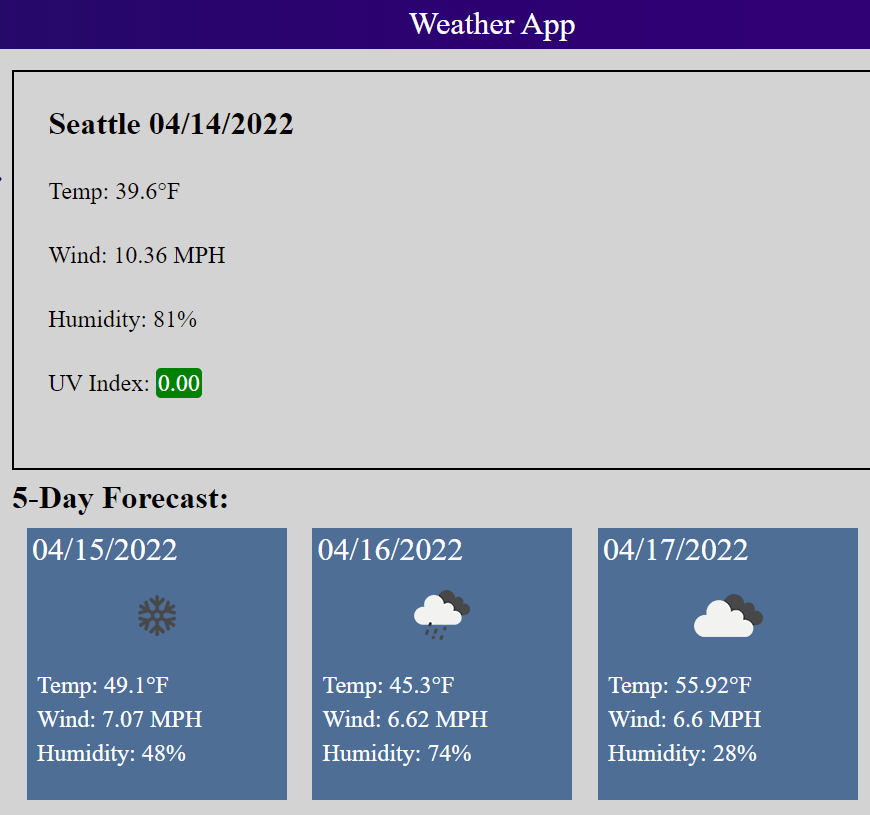 Weather App
Seattle 04/14/2022
Temp: 39.6°F
Wind: 10.36 MPH
Humidity: 81%
UV Index: 0.00
5-Day Forecast:
04/15/2022
Temp: 49.1°F
Wind: 7.07 MPH
Humidity: 48%
04/16/2022
Temp: 45.3°F
Wind: 6.62 MPH
Humidity: 74%
04/17/2022
Temp: 55.92°F
Wind: 6.6 MPH
Humidity: 28%